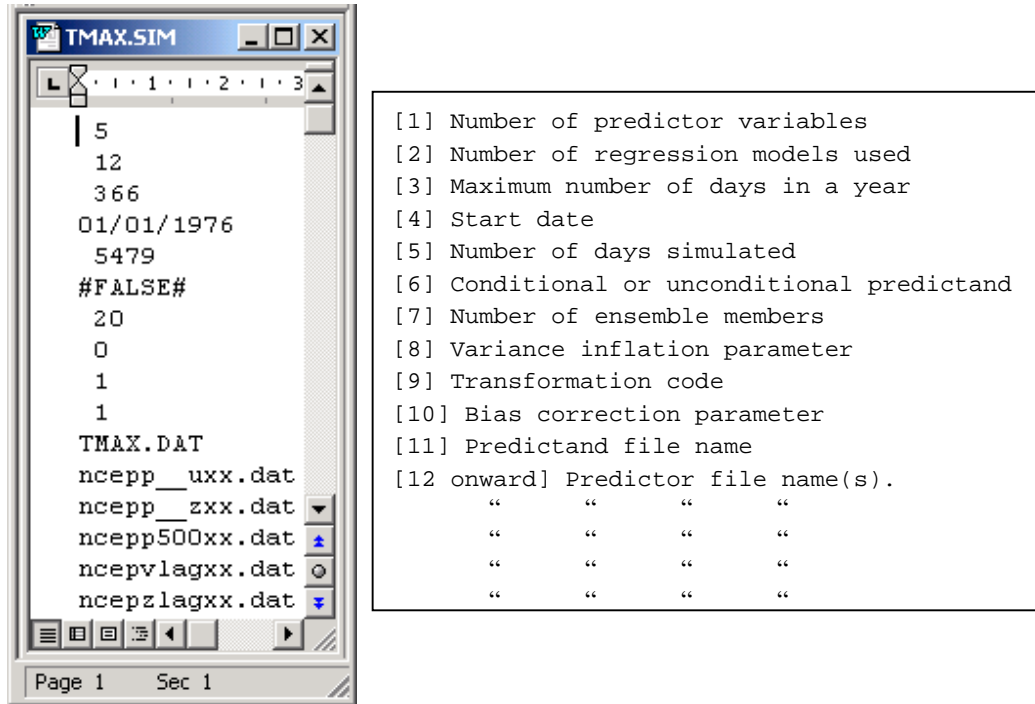 TMAX.SIM
L · ı · 1 · ı · 2 · ı · 3
5
12
366
01/01/1976
5479
#FALSE#
20
0
1
1
TMAX.DAT
ncepp__uxx.dat
ncepp__zxx.dat
ncepp500xx.dat
ncepvlagxx.dat
ncepzlagxx.dat
Page 1 Sec 1
[1] Number of predictor variables
[2] Number of regression models used
[3] Maximum number of days in a year
[4] Start date
[5] Number of days simulated
[6] Conditional or unconditional predictand
[7] Number of ensemble members
[8] Variance inflation parameter
[9] Transformation code
[10] Bias correction parameter
[11] Predictand file name
[12 onward] Predictor file name(s).
“ “ “ “
“ “ “ “
“ “ “ “
“ “ “ “